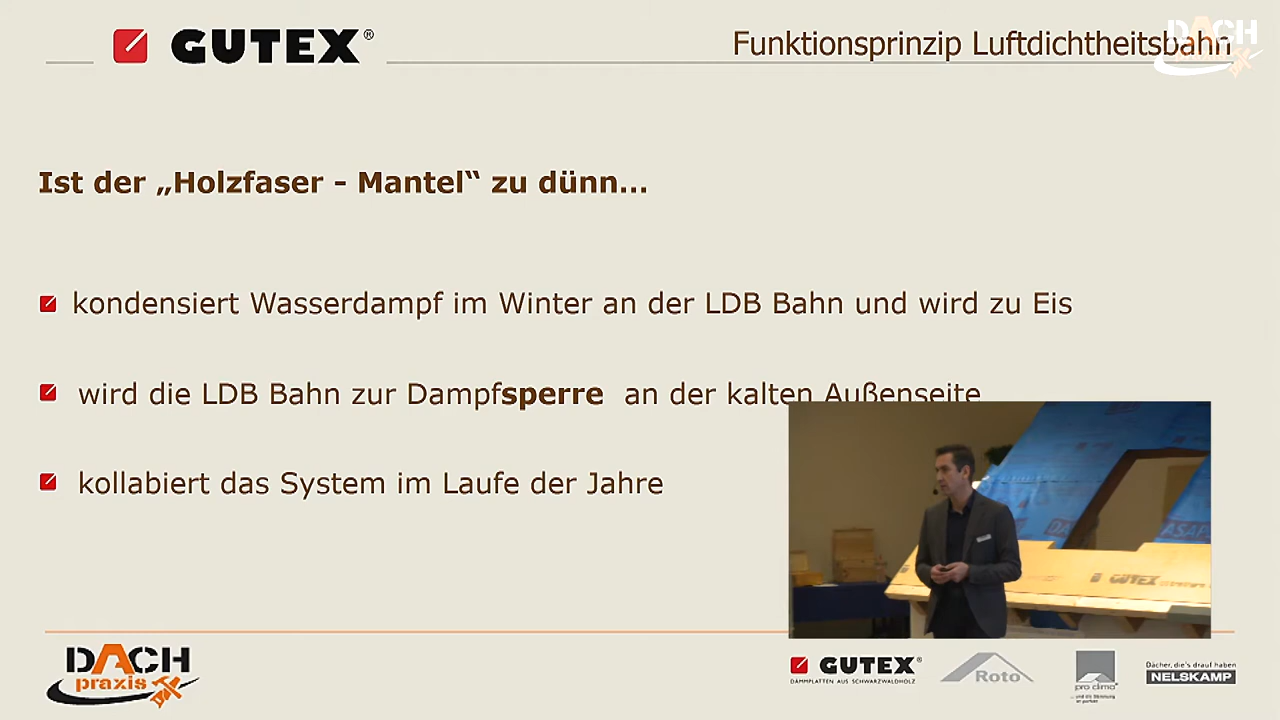 GUTEX®
Funktionsprinzip Luftdichtheitsbahn
DACH
praxis
Ist der „Holzfaser - Mantel“ zu dünn...
kondensiert Wasserdampf im Winter an der LDB Bahn und wird zu Eis
wird die LDB Bahn zur Dampfsperre an der kalten Außenseite
kollabiert das System im Laufe der Jahre
GUTEX
DACH
praxis
GUTEX®
DÄMMPLATTEN AUS SCHWARZWALDHOLZ
Roto
pro clima®
Dächer, die's drauf haben
NELSKAMP